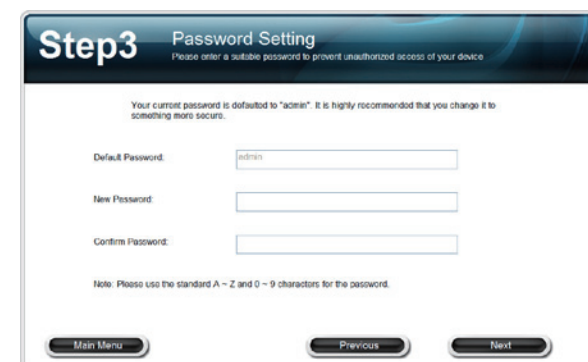 Step3
Password Setting
Please enter a suitable password to prevent unauthorized access of your device
Your current password is defaulted to "admin". It is highly recommended that you change it to
something more secure.
Default Password:
admin
New Password:
Confirm Password:
Note: Please use the standard A ~ Z and 0 ~ 9 characters for the password.
Main Menu
Previous
Next